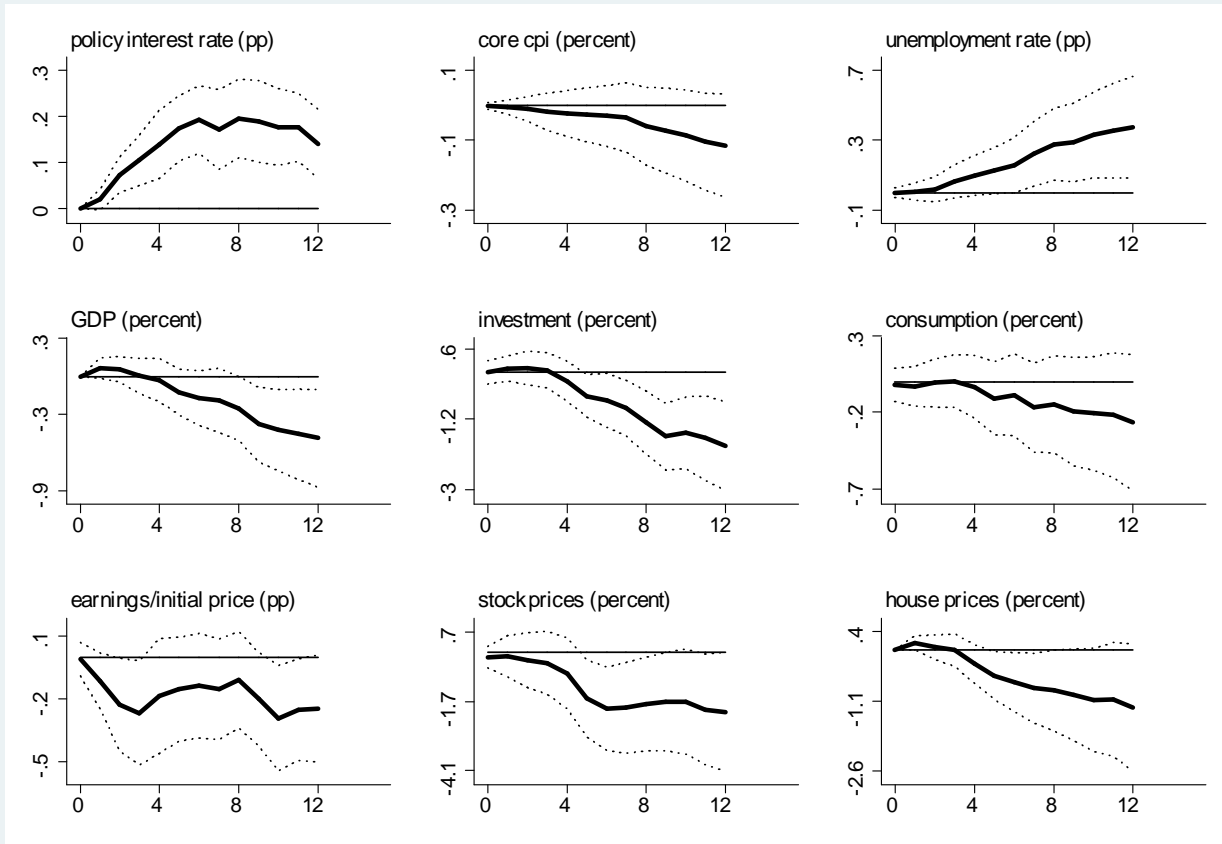 policy interest rate (pp)
.3
.2
.1
0
0 4 8 12
core cpi (percent)
.1
-.1
-.3
0 4 8 12
unemployment rate (pp)
.7
.3
-.1
0 4 8 12
GDP (percent)
.3
-.3
-.9
0 4 8 12
investment (percent)
.6
-1.2
-.3
0 4 8 12
consumption (percent)
.3
-.2
-.7
0 4 8 12
earnings/initial price (pp)
.1
-.2
-.5
0 4 8 12
stock prices (percent)
.7
-1.7
-4.1
0 4 8 12
house prices (percent)
.4
-1.1
-2.6
0 4 8 12